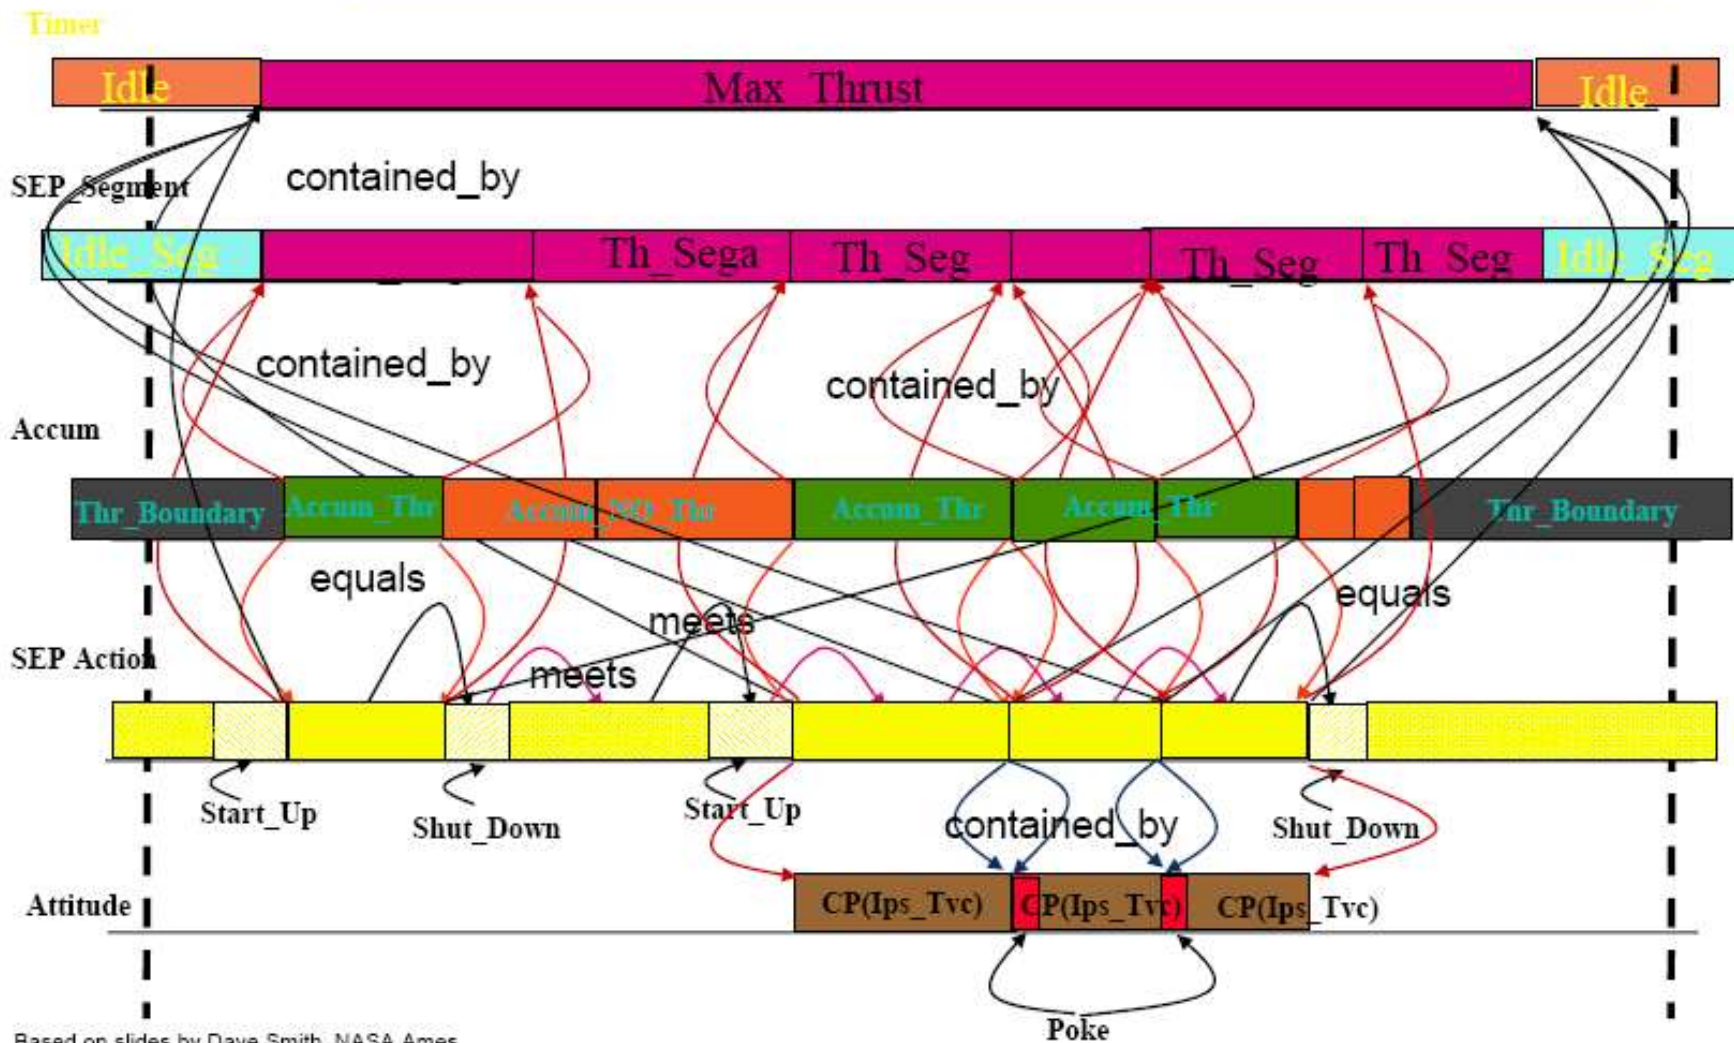 Timer
Idle
Max_Thrust
Idle
contained_by
SEP_Segment
Idle_Seg
Th_Sega
Th_Seg
Th_Seg
Th_Seg
Idle_Seg
contained_by
contained_by
Accum
Thr_Boundary
Accum_Thr
Accum_NO_Thr
Accum_Thr
Accum_Thr
Thr_Boundary
equals
equals
meets
SEP Action
meets
Start_Up
Shut_Down
Start_Up
contained_by
Shut_Down
Attitude
CP(Ips_Tvc)
CP(Ips_Tvc)
CP(Ips_Tvc)
Poke
Based on slides by Dave Smith, NASA Ames